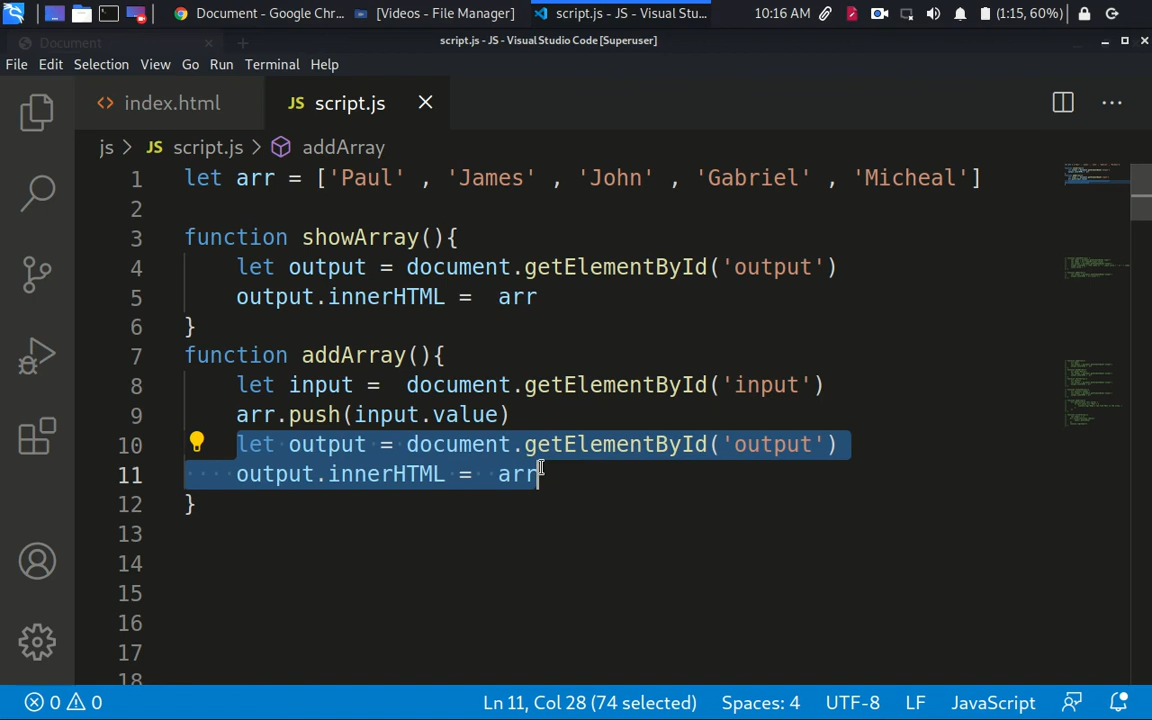 Document - Google Chr... [Videos - File Manager] script.js - JS - Visual Stu... 10:16 AM (1:15, 60%)
Document script.js - JS - Visual Studio Code [Superuser]
File Edit Selection View Go Run Terminal Help
<> index.html JS script.js
js > JS script.js > addArray
1 let arr = ['Paul' , 'James' , 'John' , 'Gabriel' , 'Micheal']
2
3 function showArray(){
4 let output = document.getElementById('output')
5 output.innerHTML =  arr
6 }
7 function addArray(){
8 let input =  document.getElementById('input')
9 arr.push(input.value)
10 let output = document.getElementById('output')
11 output.innerHTML =  arr
12 }
13
14
15
16
17
18
0 0 Ln 11, Col 28 (74 selected) Spaces: 4 UTF-8 LF JavaScript